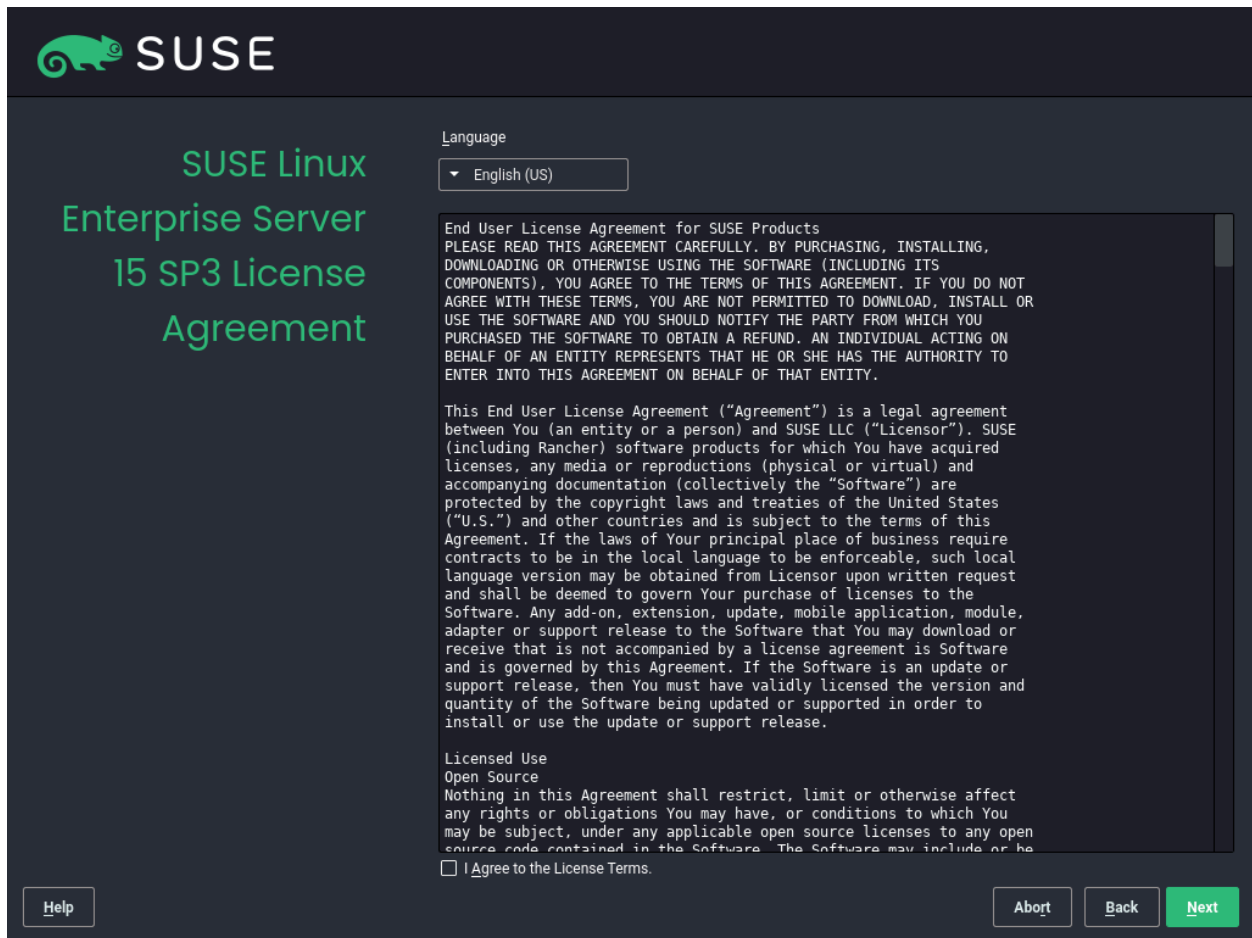 SUSE
SUSE Linux
Enterprise Server
15 SP3 License
Agreement
Language
English (US)
End User License Agreement for SUSE Products
PLEASE READ THIS AGREEMENT CAREFULLY. BY PURCHASING, INSTALLING,
DOWNLOADING OR OTHERWISE USING THE SOFTWARE (INCLUDING ITS
COMPONENTS), YOU AGREE TO THE TERMS OF THIS AGREEMENT. IF YOU DO NOT
AGREE WITH THESE TERMS, YOU ARE NOT PERMITTED TO DOWNLOAD, INSTALL OR
USE THE SOFTWARE AND YOU SHOULD NOTIFY THE PARTY FROM WHICH YOU
PURCHASED THE SOFTWARE TO OBTAIN A REFUND. AN INDIVIDUAL ACTING ON
BEHALF OF AN ENTITY REPRESENTS THAT HE OR SHE HAS THE AUTHORITY TO
ENTER INTO THIS AGREEMENT ON BEHALF OF THAT ENTITY.
This End User License Agreement (“Agreement”) is a legal agreement
between You (an entity or a person) and SUSE LLC (“Licensor”). SUSE
(including Rancher) software products for which You have acquired
licenses, any media or reproductions (physical or virtual) and
accompanying documentation (collectively the “Software”) are
protected by the copyright laws and treaties of the United States
(“U.S.”) and other countries and is subject to the terms of this
Agreement. If the laws of Your principal place of business require
contracts to be in the local language to be enforceable, such local
language version may be obtained from Licensor upon written request
and shall be deemed to govern Your purchase of licenses to the
Software. Any add-on, extension, update, mobile application, module,
adapter or support release to the Software that You may download or
receive that is not accompanied by a license agreement is Software
and is governed by this Agreement. If the Software is an update or
support release, then You must have validly licensed the version and
quantity of the Software being updated or supported in order to
install or use the update or support release.
Licensed Use
Open Source
Nothing in this Agreement shall restrict, limit or otherwise affect
any rights or obligations You may have, or conditions to which You
may be subject, under any applicable open source licenses to any open
source code contained in the Software. The Software may include or be
I Agree to the License Terms.
Help
Abort
Back
Next